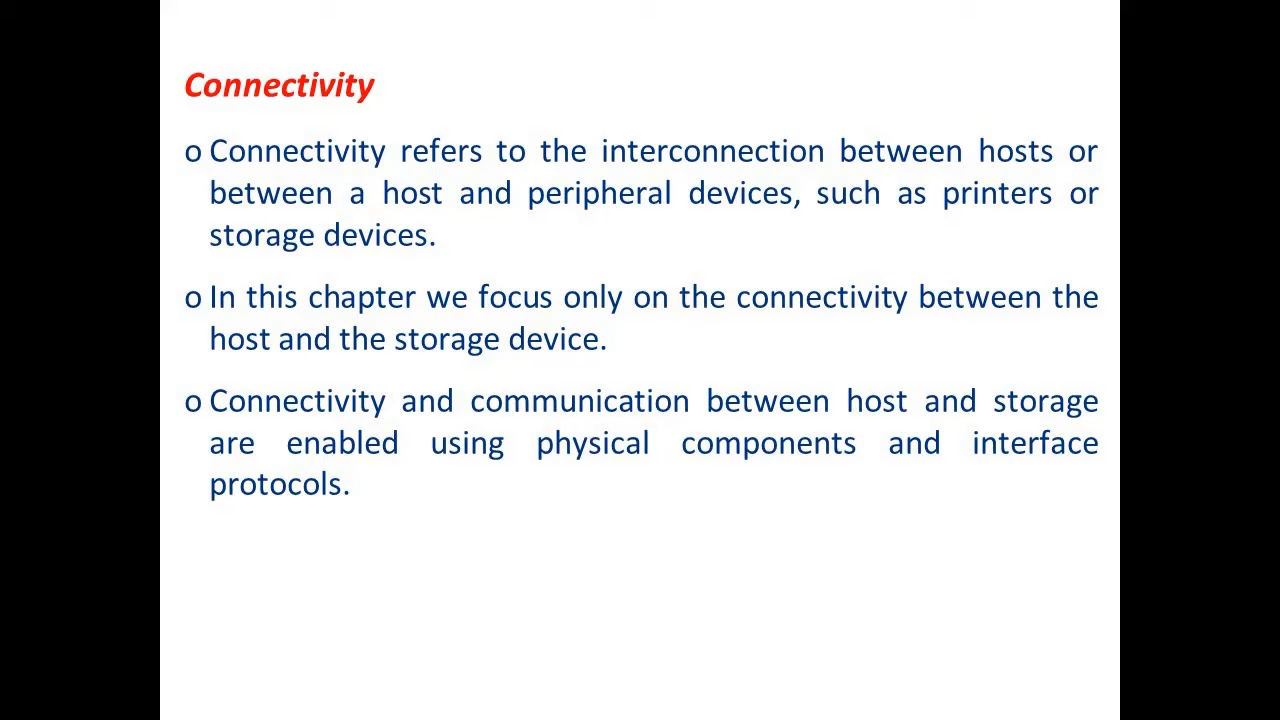 Connectivity
o Connectivity refers to the interconnection between hosts or
between a host and peripheral devices, such as printers or
storage devices.
o In this chapter we focus only on the connectivity between the
host and the storage device.
o Connectivity and communication between host and storage
are enabled using physical components and interface
protocols.